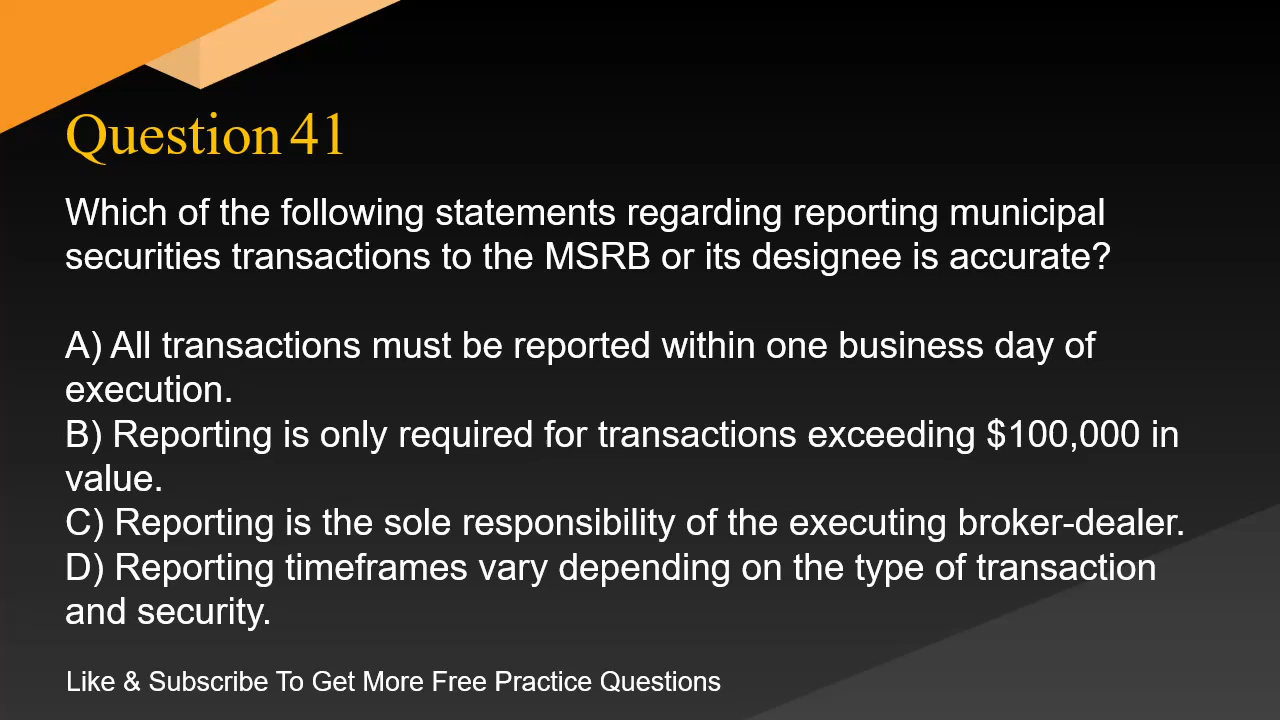 Question 41
Which of the following statements regarding reporting municipal
securities transactions to the MSRB or its designee is accurate?
A) All transactions must be reported within one business day of
execution.
B) Reporting is only required for transactions exceeding $100,000 in
value.
C) Reporting is the sole responsibility of the executing broker-dealer.
D) Reporting timeframes vary depending on the type of transaction
and security.
Like & Subscribe To Get More Free Practice Questions